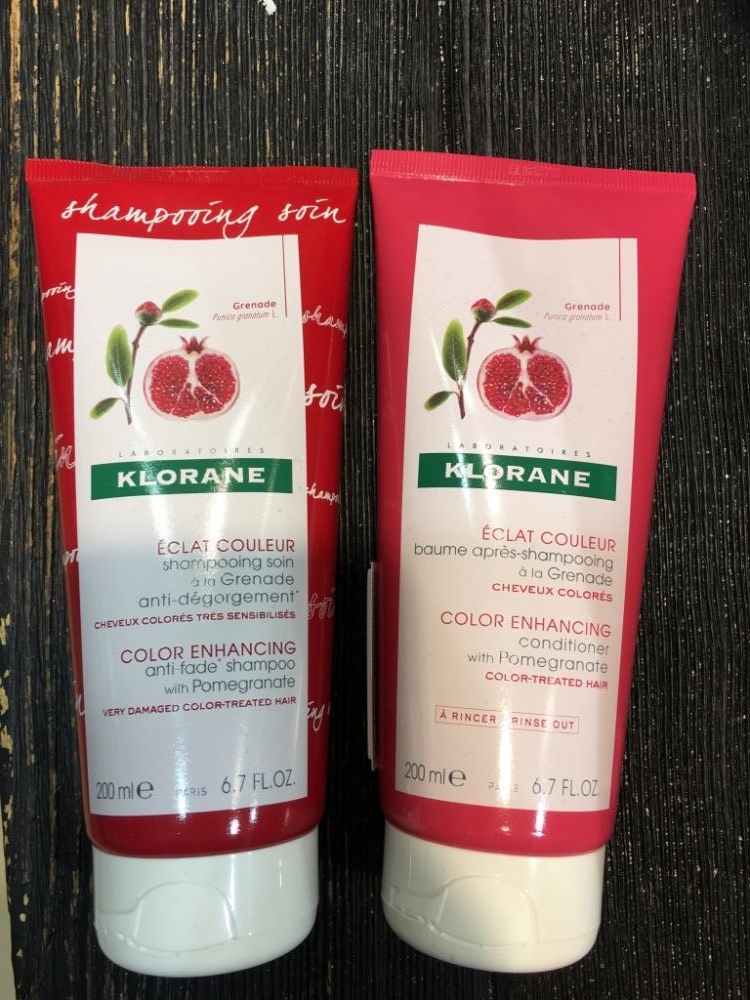 shampooing soin
Grenade
Punica granatum L.
soin
LABORATOIRES
KLORANE
ÉCLAT COULEUR
shampooing soin
à la Grenade
anti-dégorgement*
CHEVEUX COLORÉS TRÈS SENSIBILISÉS
COLOR ENHANCING
anti-fade* shampoo
with Pomegranate
VERY DAMAGED COLOR-TREATED HAIR
200 ml e PARIS 6.7 FL.OZ.
Grenade
Punica granatum L.
LABORATOIRES
KLORANE
ÉCLAT COULEUR
baume après-shampooing
à la Grenade
CHEVEUX COLORÉS
COLOR ENHANCING
conditioner
with Pomegranate
COLOR-TREATED HAIR
À RINCER - RINSE OUT
200 ml e PARIS 6.7 FL.OZ.